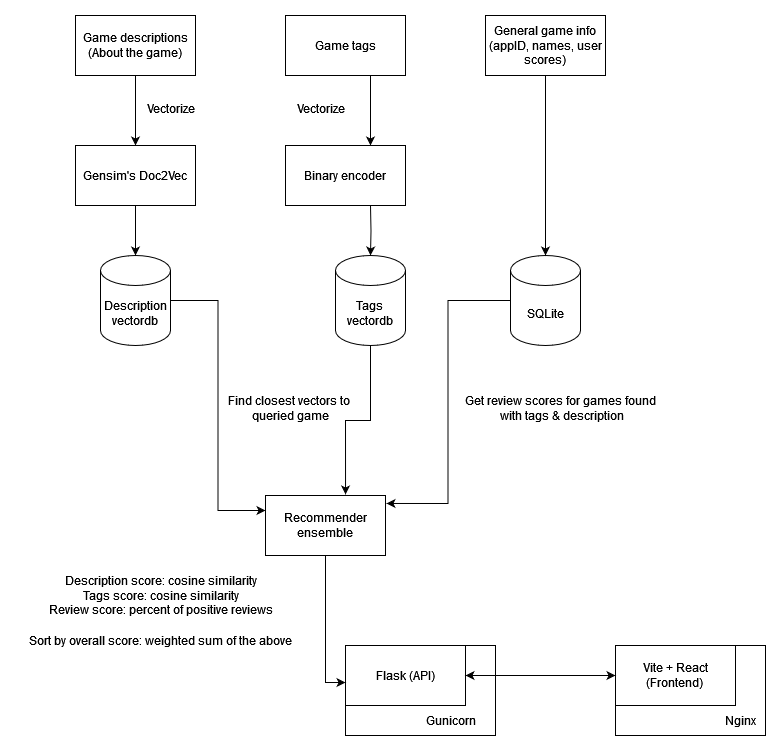 Game descriptions
(About the game)
Game tags
General game info
(appID, names, user
scores)
Vectorize
Vectorize
Gensim's Doc2Vec
Binary encoder
Description
vectordb
Tags
vectordb
SQLite
Find closest vectors to
queried game
Get review scores for games found
with tags & description
Recommender
ensemble
Description score: cosine similarity
Tags score: cosine similarity
Review score: percent of positive reviews
Sort by overall score: weighted sum of the above
Flask (API)
Gunicorn
Vite + React
(Frontend)
Nginx